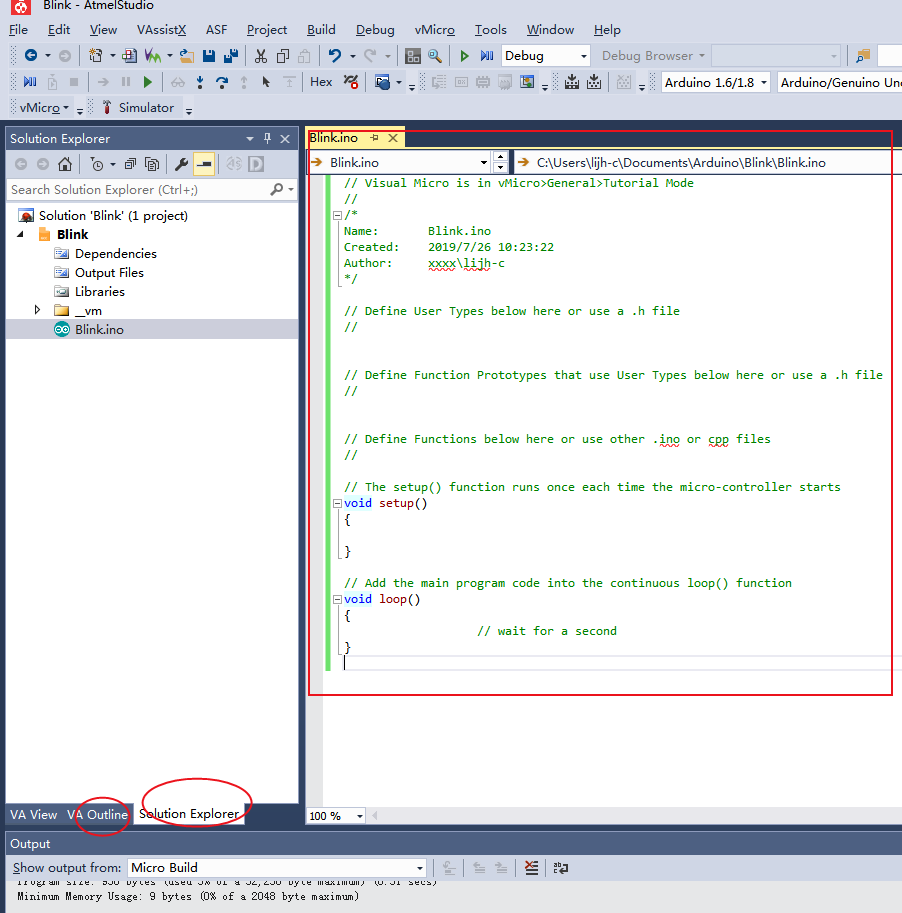 Blink - AtmelStudio
File Edit View VAssistX ASF Project Build Debug vMicro Tools Window Help
Debug Debug Browser
Hex Arduino 1.6/1.8 Arduino/Genuino
vMicro Simulator
Solution Explorer
Search Solution Explorer (Ctrl+;)
Solution 'Blink' (1 project)
Blink
Dependencies
Output Files
Libraries
__vm
Blink.ino
VA View VA Outline Solution Explorer
Blink.ino
Blink.ino C:\Users\lijh-c\Documents\Arduino\Blink\Blink.ino
// Visual Micro is in vMicro>General>Tutorial Mode
//
/*
Name: Blink.ino
Created: 2019/7/26 10:23:22
Author: xxxx\lijh-c
*/
// Define User Types below here or use a .h file
//
// Define Function Prototypes that use User Types below here or use a .h file
//
// Define Functions below here or use other .ino or cpp files
//
// The setup() function runs once each time the micro-controller starts
void setup()
{
}
// Add the main program code into the continuous loop() function
void loop()
{
// wait for a second
}
100 %
Output
Show output from: Micro Build
Program size: 930 bytes (used 3% of a 32,256 byte maximum) (0.51 secs)
Minimum Memory Usage: 9 bytes (0% of a 2048 byte maximum)